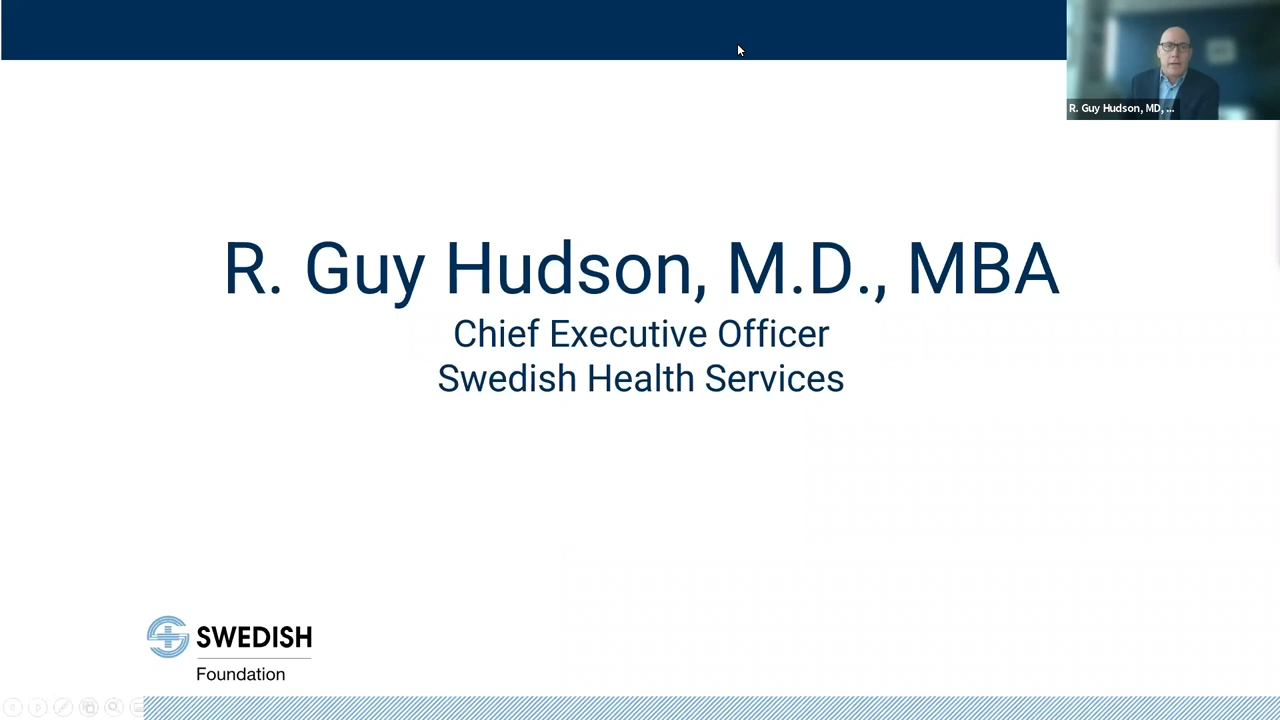 R. Guy Hudson, MD, ...
R. Guy Hudson, M.D., MBA
Chief Executive Officer
Swedish Health Services
SWEDISH
Foundation